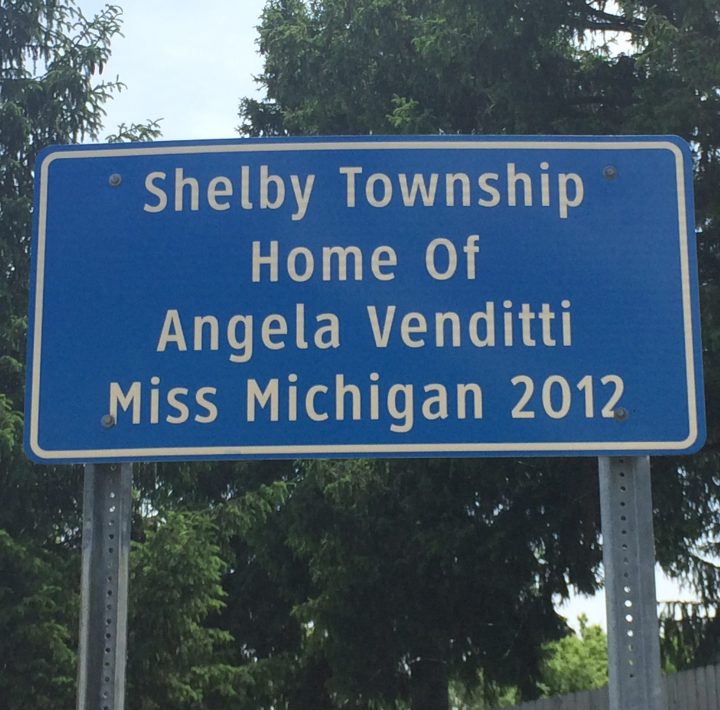 Shelby Township
Home Of
Angela Venditti
Miss Michigan 2012